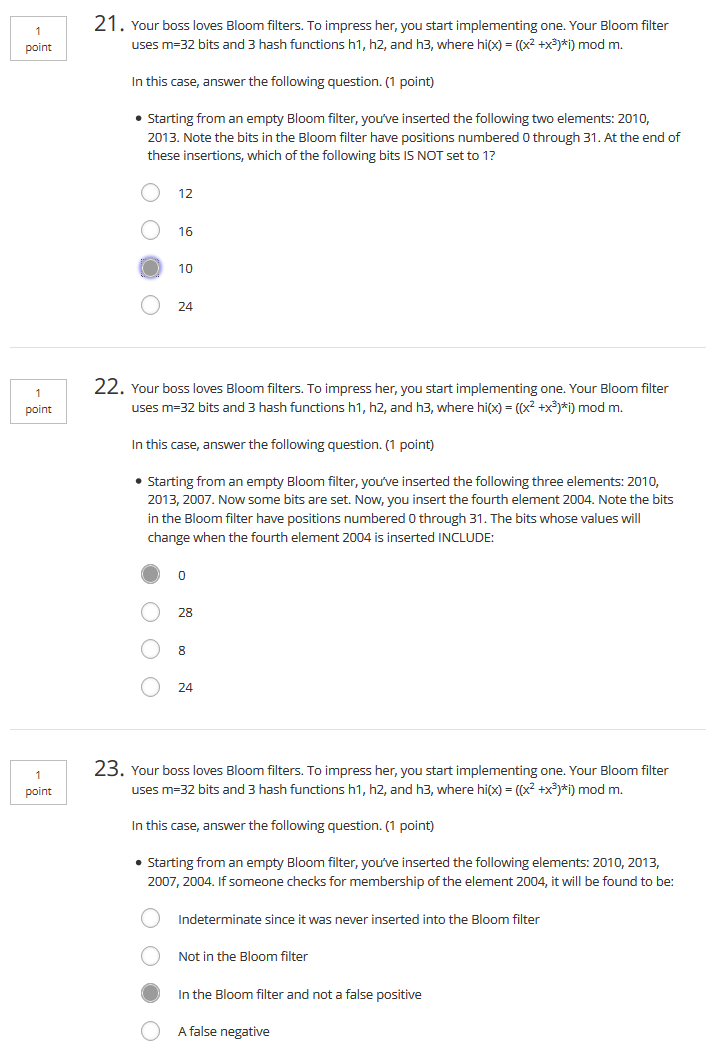 1
point
21. Your boss loves Bloom filters. To impress her, you start implementing one. Your Bloom filter
uses m=32 bits and 3 hash functions h1, h2, and h3, where hi(x) = ((x² +x³)*i) mod m.
In this case, answer the following question. (1 point)
• Starting from an empty Bloom filter, you've inserted the following two elements: 2010,
2013. Note the bits in the Bloom filter have positions numbered 0 through 31. At the end of
these insertions, which of the following bits IS NOT set to 1?
12
16
10
24
1
point
22. Your boss loves Bloom filters. To impress her, you start implementing one. Your Bloom filter
uses m=32 bits and 3 hash functions h1, h2, and h3, where hi(x) = ((x² +x³)*i) mod m.
In this case, answer the following question. (1 point)
• Starting from an empty Bloom filter, you've inserted the following three elements: 2010,
2013, 2007. Now some bits are set. Now, you insert the fourth element 2004. Note the bits
in the Bloom filter have positions numbered 0 through 31. The bits whose values will
change when the fourth element 2004 is inserted INCLUDE:
0
28
8
24
1
point
23. Your boss loves Bloom filters. To impress her, you start implementing one. Your Bloom filter
uses m=32 bits and 3 hash functions h1, h2, and h3, where hi(x) = ((x² +x³)*i) mod m.
In this case, answer the following question. (1 point)
• Starting from an empty Bloom filter, you've inserted the following elements: 2010, 2013,
2007, 2004. If someone checks for membership of the element 2004, it will be found to be:
Indeterminate since it was never inserted into the Bloom filter
Not in the Bloom filter
In the Bloom filter and not a false positive
A false negative